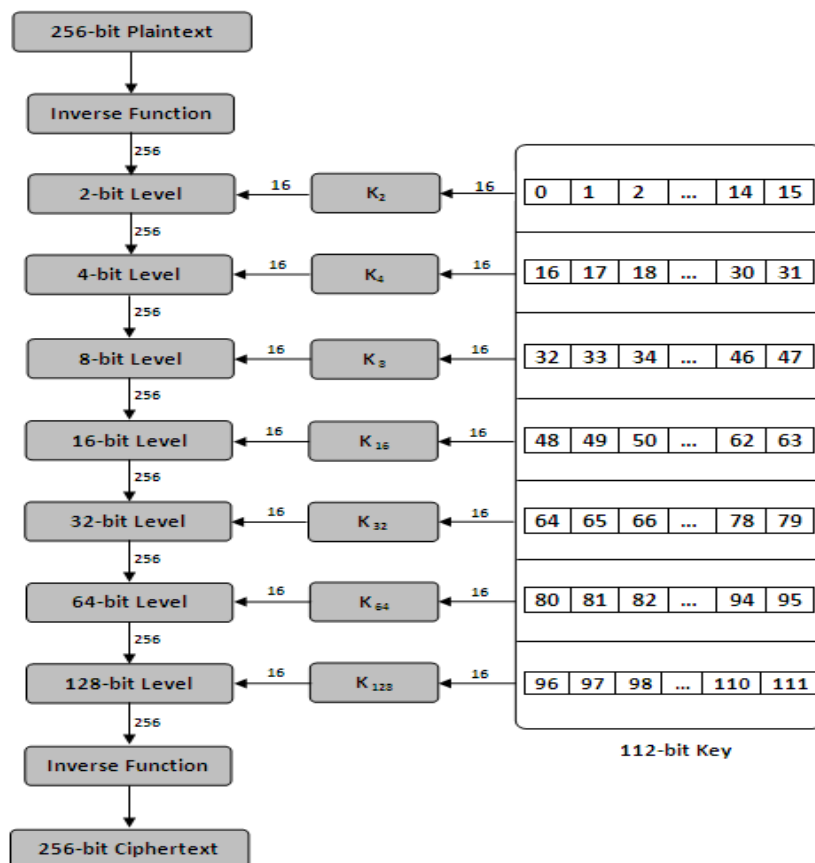 256-bit Plaintext
Inverse Function
256
2-bit Level
16
K2
16
0 1 2 ... 14 15
256
4-bit Level
16
K4
16
16 17 18 ... 30 31
256
8-bit Level
16
K8
16
32 33 34 ... 46 47
256
16-bit Level
16
K16
16
48 49 50 ... 62 63
256
32-bit Level
16
K32
16
64 65 66 ... 78 79
256
64-bit Level
16
K64
16
80 81 82 ... 94 95
256
128-bit Level
16
K128
16
96 97 98 ... 110 111
256
112-bit Key
Inverse Function
256-bit Ciphertext